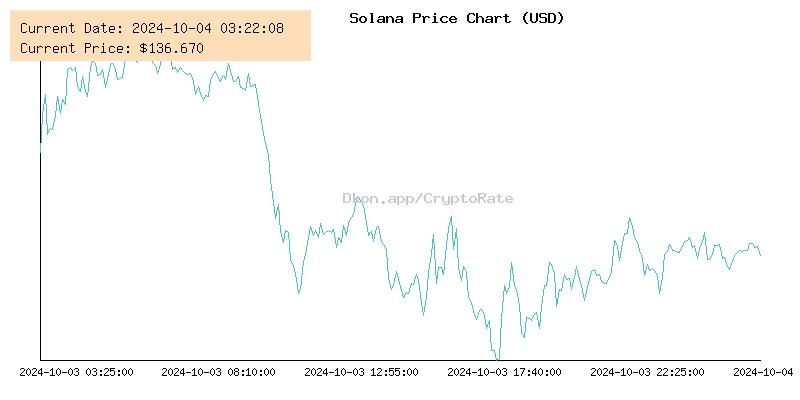 Solana Price Chart (USD)
Current Date: 2024-10-04 03:22:08
Current Price: $136.670
Dkon.app/CryptoRate
2024-10-03 03:25:00 2024-10-03 08:10:00 2024-10-03 12:55:00 2024-10-03 17:40:00 2024-10-03 22:25:00 2024-10-04